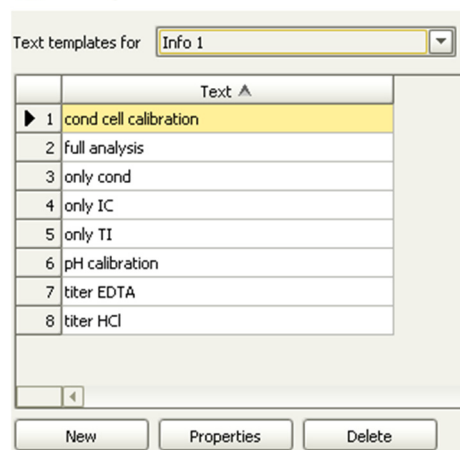 Text templates for Info 1
Text
1 cond cell calibration
2 full analysis
3 only cond
4 only IC
5 only TI
6 pH calibration
7 titer EDTA
8 titer HCl
New Properties Delete